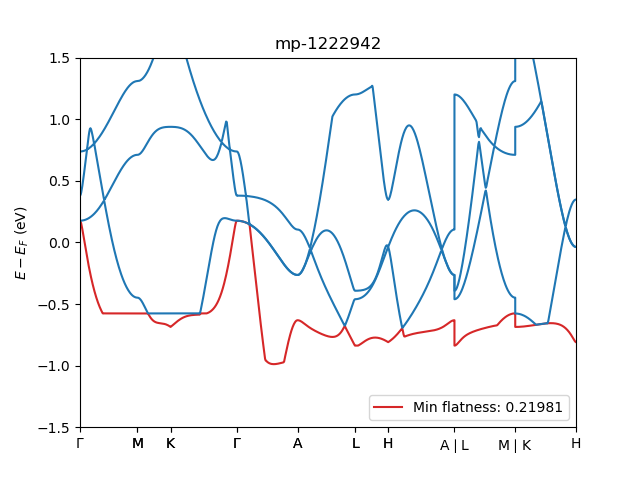 mp-1222942
E − E_F (eV)
1.5
1.0
0.5
0.0
−0.5
−1.0
−1.5
Min flatness: 0.21981
Γ M K Γ A L H A | L M | K H